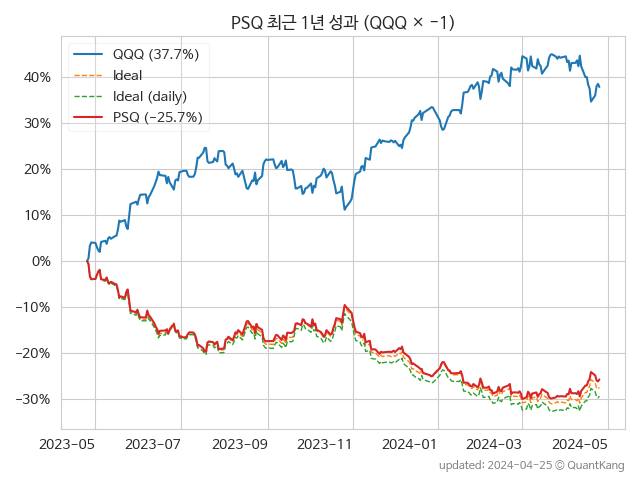 PSQ 최근 1년 성과 (QQQ × −1)
QQQ (37.7%)
Ideal
Ideal (daily)
PSQ (−25.7%)
40%
30%
20%
10%
0%
−10%
−20%
−30%
2023−05 2023−07 2023−09 2023−11 2024−01 2024−03 2024−05
updated: 2024−04−25 © QuantKang